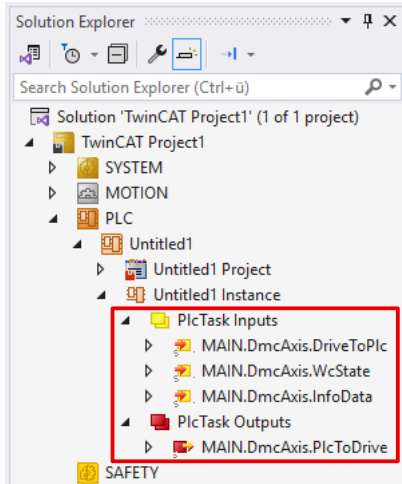 Solution Explorer
Search Solution Explorer (Ctrl+ü)
Solution 'TwinCAT Project1' (1 of 1 project)
TwinCAT Project1
SYSTEM
MOTION
PLC
Untitled1
Untitled1 Project
Untitled1 Instance
PlcTask Inputs
MAIN.DmcAxis.DriveToPlc
MAIN.DmcAxis.WcState
MAIN.DmcAxis.InfoData
PlcTask Outputs
MAIN.DmcAxis.PlcToDrive
SAFETY